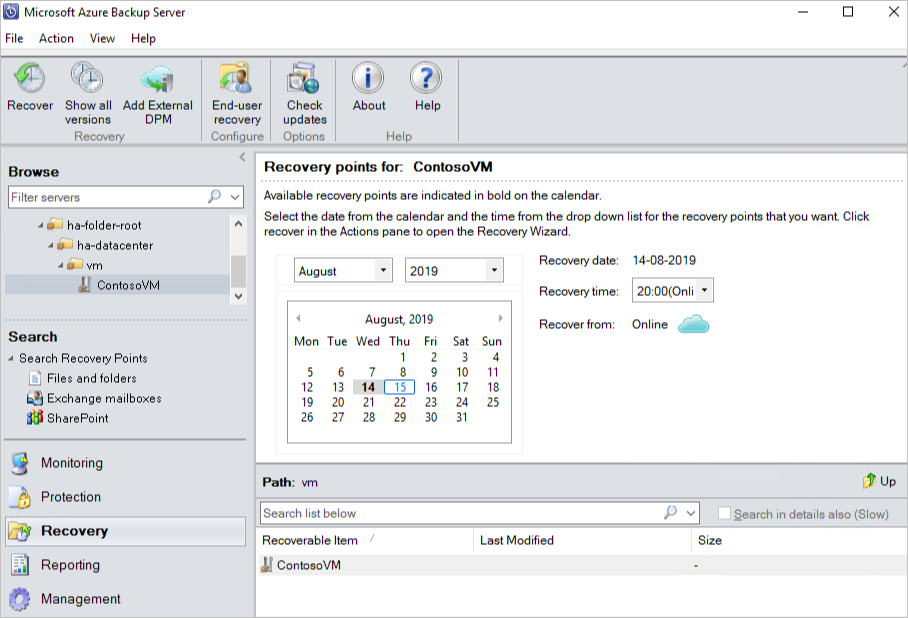 Microsoft Azure Backup Server
File Action View Help
Recover Show all versions Add External DPM End-user recovery Check updates About Help
Recovery Configure Options Help
Browse
Filter servers
ha-folder-root
ha-datacenter
vm
ContosoVM
Search
Search Recovery Points
Files and folders
Exchange mailboxes
SharePoint
Monitoring
Protection
Recovery
Reporting
Management
Recovery points for: ContosoVM
Available recovery points are indicated in bold on the calendar.
Select the date from the calendar and the time from the drop down list for the recovery points that you want. Click
recover in the Actions pane to open the Recovery Wizard.
August 2019
August, 2019
Mon Tue Wed Thu Fri Sat Sun
1 2 3 4
5 6 7 8 9 10 11
12 13 14 15 16 17 18
19 20 21 22 23 24 25
26 27 28 29 30 31
Recovery date: 14-08-2019
Recovery time: 20:00(Onli
Recover from: Online
Path: vm Up
Search list below Search in details also (Slow)
Recoverable Item / Last Modified Size
ContosoVM -